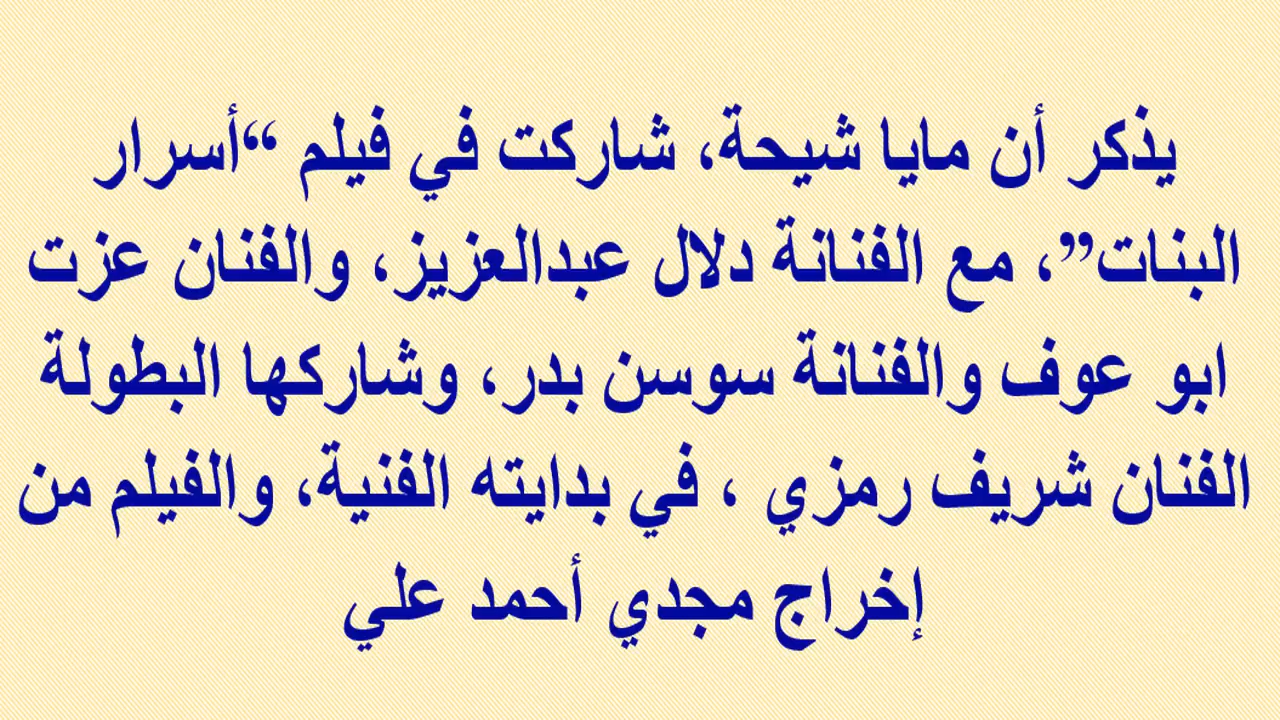 يذكر أن مايا شيحة، شاركت في فيلم “أسرار
البنات”، مع الفنانة دلال عبدالعزيز، والفنان عزت
ابو عوف والفنانة سوسن بدر، وشاركها البطولة
الفنان شريف رمزي ، في بدايته الفنية، والفيلم من
إخراج مجدي أحمد علي